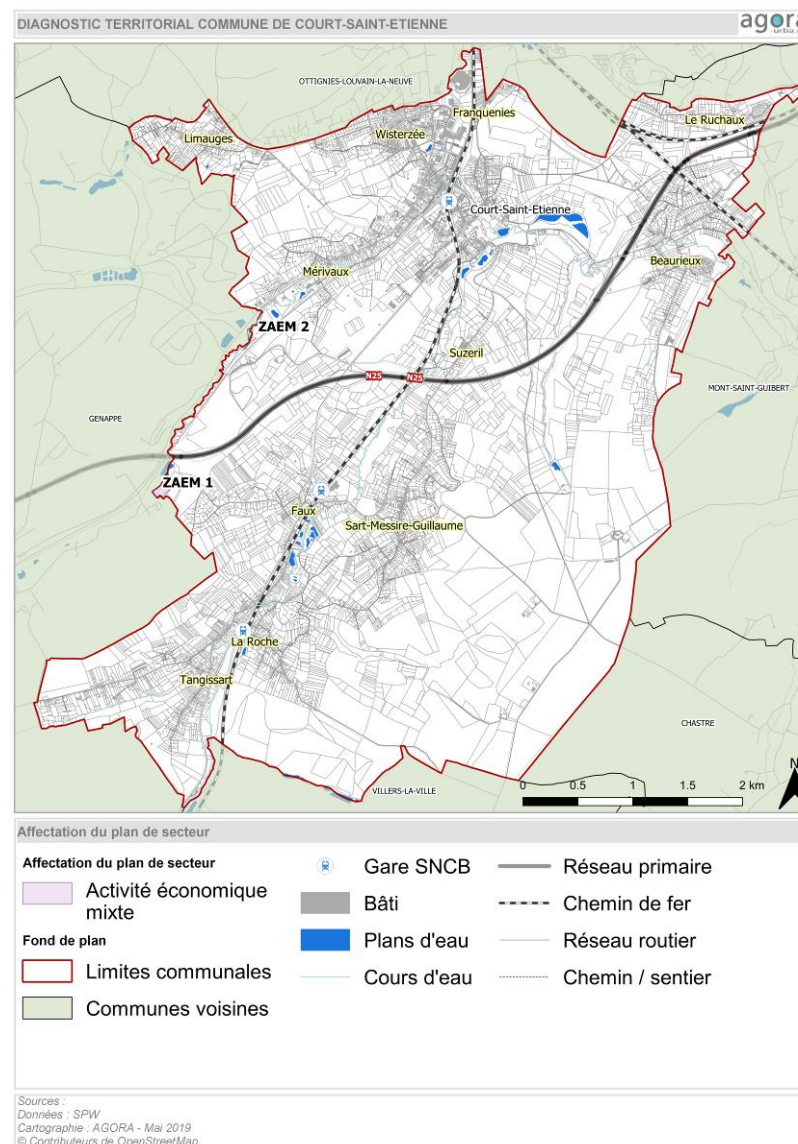 DIAGNOSTIC TERRITORIAL COMMUNE DE COURT-SAINT-ETIENNE
agora
-urba.
OTTIGNIES-LOUVAIN-LA-NEUVE
Franquenies
Le Ruchaux
Limauges
Wisterzée
Court-Saint-Etienne
Beaurieux
Mérivaux
ZAEM 2
Suzeril
N25
N25
MONT-SAINT-GUIBERT
GENAPPE
ZAEM 1
Faux
Sart-Messire-Guillaume
La Roche
Tangissart
CHASTRE
N
VILLERS-LA-VILLE
0 0.5 1 1.5 2 km
Affectation du plan de secteur
Affectation du plan de secteur
Activité économique
mixte
Fond de plan
Limites communales
Communes voisines
Gare SNCB
Bâti
Plans d'eau
Cours d'eau
Réseau primaire
Chemin de fer
Réseau routier
Chemin / sentier
Sources :
Données : SPW
Cartographie : AGORA - Mai 2019
© Contributeurs de OpenStreetMap